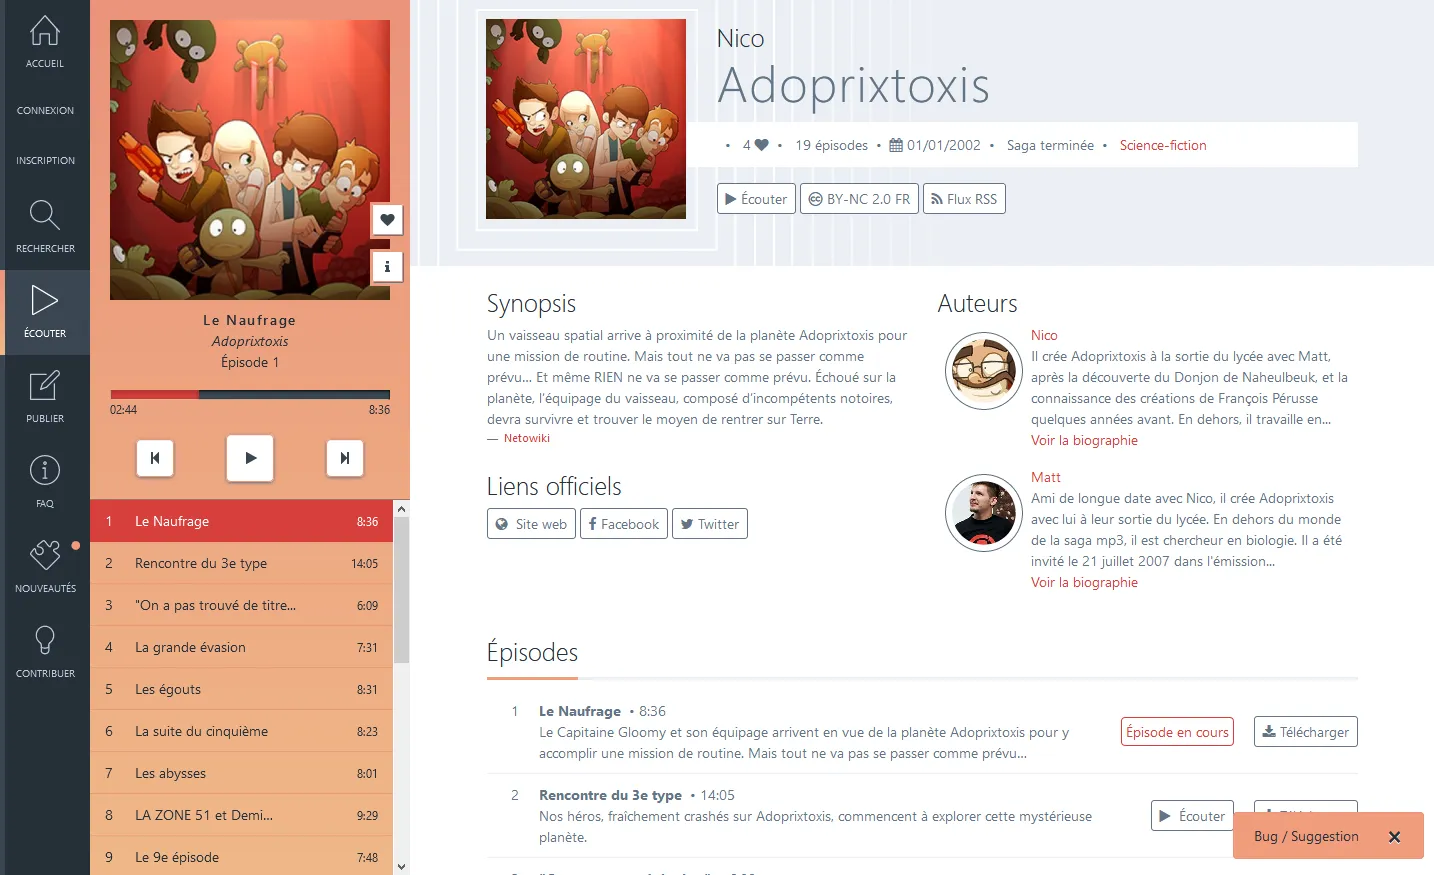 ACCUEIL
CONNEXION
INSCRIPTION
RECHERCHER
ÉCOUTER
PUBLIER
FAQ
NOUVEAUTÉS
CONTRIBUER
Le Naufrage
Adoprixtoxis
Épisode 1
02:44 8:36
1 Le Naufrage 8:36
2 Rencontre du 3e type 14:05
3 "On a pas trouvé de titre... 6:09
4 La grande évasion 7:31
5 Les égouts 8:31
6 La suite du cinquième 8:23
7 Les abysses 8:01
8 LA ZONE 51 et Demi... 9:29
9 Le 9e épisode 7:48
Nico
Adoprixtoxis
• 4 • 19 épisodes • 01/01/2002 • Saga terminée • Science-fiction
Écouter BY-NC 2.0 FR Flux RSS
Synopsis
Un vaisseau spatial arrive à proximité de la planète Adoprixtoxis pour
une mission de routine. Mais tout ne va pas se passer comme
prévu... Et même RIEN ne va se passer comme prévu. Échoué sur la
planète, l'équipage du vaisseau, composé d'incompétents notoires,
devra survivre et trouver le moyen de rentrer sur Terre.
— Netowiki
Liens officiels
Site web Facebook Twitter
Auteurs
Nico
Il crée Adoprixtoxis à la sortie du lycée avec Matt,
après la découverte du Donjon de Naheulbeuk, et la
connaissance des créations de François Pérusse
quelques années avant. En dehors, il travaille en...
Voir la biographie
Matt
Ami de longue date avec Nico, il crée Adoprixtoxis
avec lui à leur sortie du lycée. En dehors du monde
de la saga mp3, il est chercheur en biologie. Il a été
invité le 21 juillet 2007 dans l'émission...
Voir la biographie
Épisodes
1 Le Naufrage • 8:36
Le Capitaine Gloomy et son équipage arrivent en vue de la planète Adoprixtoxis pour y
accomplir une mission de routine. Mais tout ne va pas se passer comme prévu...
Épisode en cours Télécharger
2 Rencontre du 3e type • 14:05
Nos héros, fraîchement crashés sur Adoprixtoxis, commencent à explorer cette mystérieuse
planète.
Écouter
Bug / Suggestion